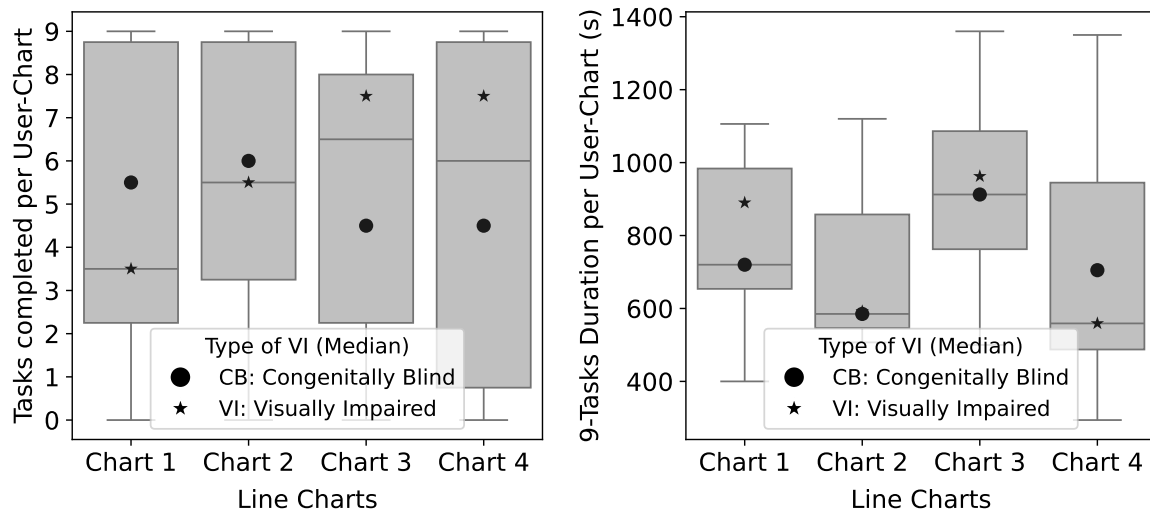 Tasks completed per User-Chart
9
8
7
6
5
4
3
2
1
0
Type of VI (Median)
CB: Congenitally Blind
VI: Visually Impaired
Chart 1 Chart 2 Chart 3 Chart 4
Line Charts
9-Tasks Duration per User-Chart (s)
1400
1200
1000
800
600
400
Type of VI (Median)
CB: Congenitally Blind
VI: Visually Impaired
Chart 1 Chart 2 Chart 3 Chart 4
Line Charts